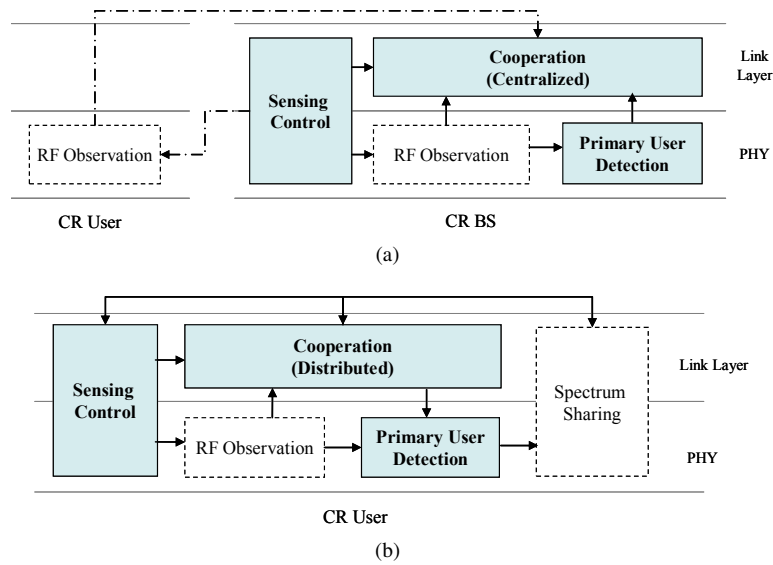 Cooperation
(Centralized)
Link
Layer
Sensing
Control
RF Observation
RF Observation
Primary User
Detection
PHY
CR User
CR BS
(a)
Cooperation
(Distributed)
Link Layer
Sensing
Control
Spectrum
Sharing
RF Observation
Primary User
Detection
PHY
CR User
(b)